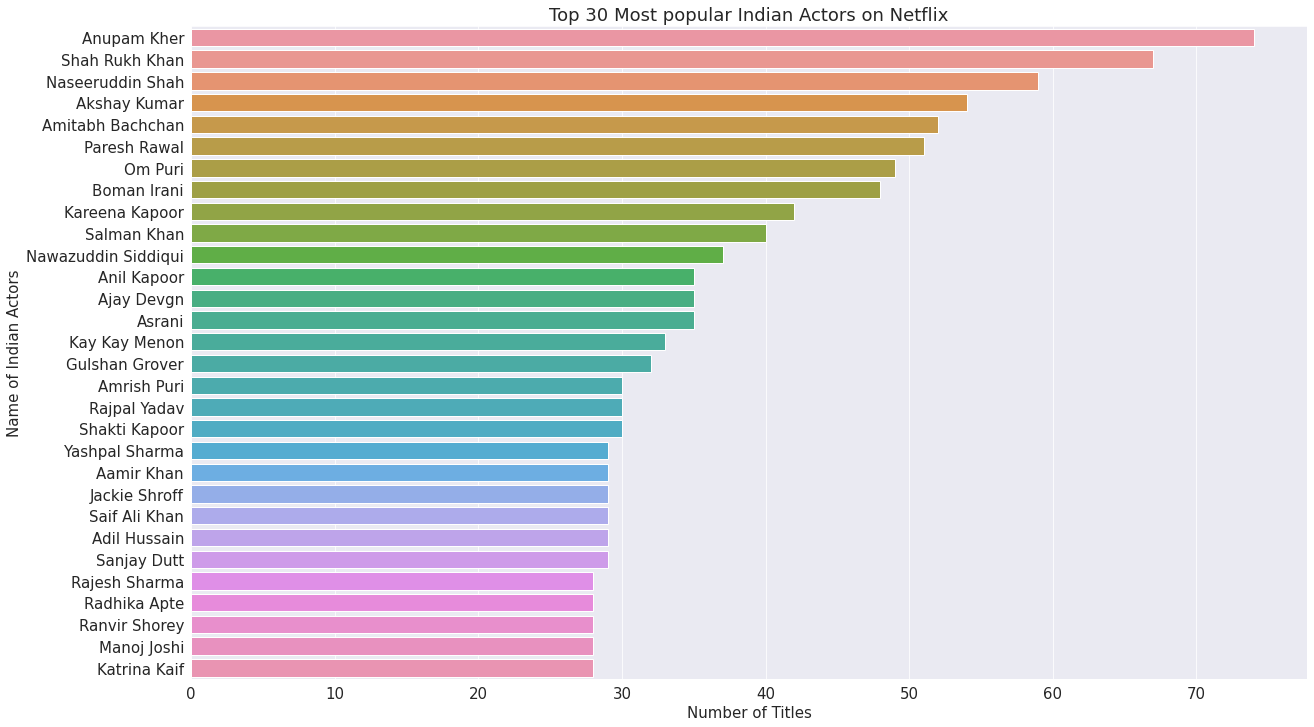 Top 30 Most popular Indian Actors on Netflix
Name of Indian Actors
Anupam Kher
Shah Rukh Khan
Naseeruddin Shah
Akshay Kumar
Amitabh Bachchan
Paresh Rawal
Om Puri
Boman Irani
Kareena Kapoor
Salman Khan
Nawazuddin Siddiqui
Anil Kapoor
Ajay Devgn
Asrani
Kay Kay Menon
Gulshan Grover
Amrish Puri
Rajpal Yadav
Shakti Kapoor
Yashpal Sharma
Aamir Khan
Jackie Shroff
Saif Ali Khan
Adil Hussain
Sanjay Dutt
Rajesh Sharma
Radhika Apte
Ranvir Shorey
Manoj Joshi
Katrina Kaif
0 10 20 30 40 50 60 70
Number of Titles